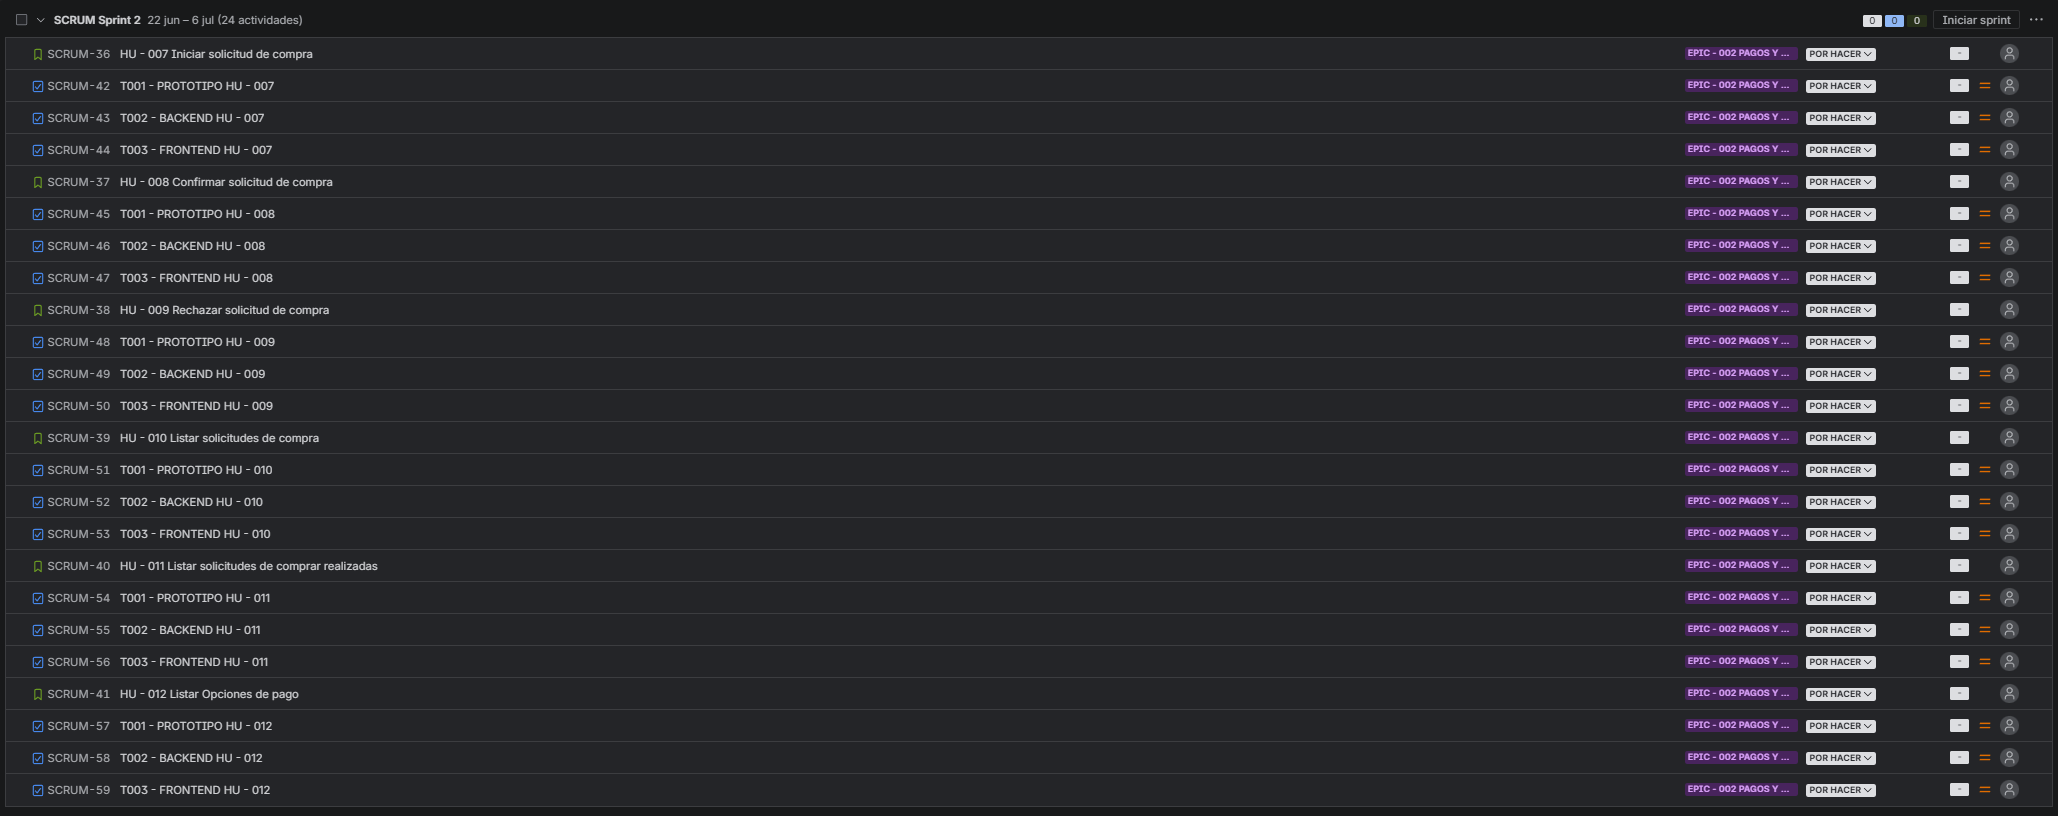 SCRUM Sprint 2 22 jun – 6 jul (24 actividades) 0 0 0 Iniciar sprint
SCRUM-36 HU - 007 Iniciar solicitud de compra EPIC - 002 PAGOS Y ... POR HACER -
SCRUM-42 T001 - PROTOTIPO HU - 007 EPIC - 002 PAGOS Y ... POR HACER -
SCRUM-43 T002 - BACKEND HU - 007 EPIC - 002 PAGOS Y ... POR HACER -
SCRUM-44 T003 - FRONTEND HU - 007 EPIC - 002 PAGOS Y ... POR HACER -
SCRUM-37 HU - 008 Confirmar solicitud de compra EPIC - 002 PAGOS Y ... POR HACER -
SCRUM-45 T001 - PROTOTIPO HU - 008 EPIC - 002 PAGOS Y ... POR HACER -
SCRUM-46 T002 - BACKEND HU - 008 EPIC - 002 PAGOS Y ... POR HACER -
SCRUM-47 T003 - FRONTEND HU - 008 EPIC - 002 PAGOS Y ... POR HACER -
SCRUM-38 HU - 009 Rechazar solicitud de compra EPIC - 002 PAGOS Y ... POR HACER -
SCRUM-48 T001 - PROTOTIPO HU - 009 EPIC - 002 PAGOS Y ... POR HACER -
SCRUM-49 T002 - BACKEND HU - 009 EPIC - 002 PAGOS Y ... POR HACER -
SCRUM-50 T003 - FRONTEND HU - 009 EPIC - 002 PAGOS Y ... POR HACER -
SCRUM-39 HU - 010 Listar solicitudes de compra EPIC - 002 PAGOS Y ... POR HACER -
SCRUM-51 T001 - PROTOTIPO HU - 010 EPIC - 002 PAGOS Y ... POR HACER -
SCRUM-52 T002 - BACKEND HU - 010 EPIC - 002 PAGOS Y ... POR HACER -
SCRUM-53 T003 - FRONTEND HU - 010 EPIC - 002 PAGOS Y ... POR HACER -
SCRUM-40 HU - 011 Listar solicitudes de comprar realizadas EPIC - 002 PAGOS Y ... POR HACER -
SCRUM-54 T001 - PROTOTIPO HU - 011 EPIC - 002 PAGOS Y ... POR HACER -
SCRUM-55 T002 - BACKEND HU - 011 EPIC - 002 PAGOS Y ... POR HACER -
SCRUM-56 T003 - FRONTEND HU - 011 EPIC - 002 PAGOS Y ... POR HACER -
SCRUM-41 HU - 012 Listar Opciones de pago EPIC - 002 PAGOS Y ... POR HACER -
SCRUM-57 T001 - PROTOTIPO HU - 012 EPIC - 002 PAGOS Y ... POR HACER -
SCRUM-58 T002 - BACKEND HU - 012 EPIC - 002 PAGOS Y ... POR HACER -
SCRUM-59 T003 - FRONTEND HU - 012 EPIC - 002 PAGOS Y ... POR HACER -